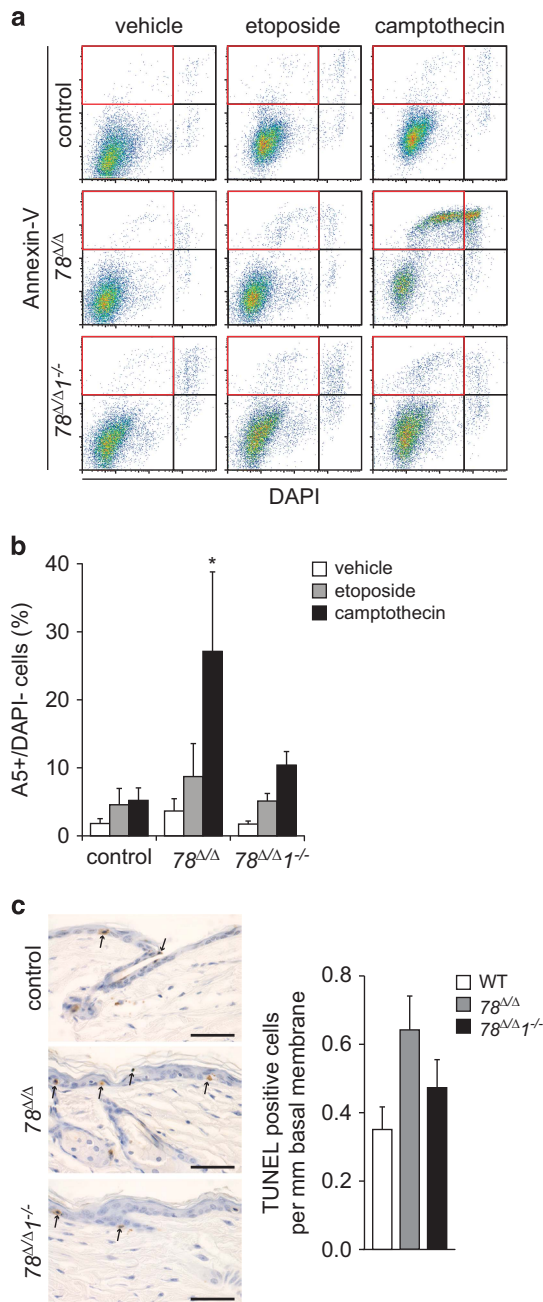 a
vehicle etoposide camptothecin
Annexin-V
control
78Δ/Δ
78Δ/Δ1-/-
DAPI
b
A5+/DAPI- cells (%)
40
30
20
10
0
*
vehicle
etoposide
camptothecin
control 78Δ/Δ 78Δ/Δ1-/-
c
control
78Δ/Δ
78Δ/Δ1-/-
TUNEL positive cells
per mm basal membrane
0.8
0.6
0.4
0.2
0.0
WT
78Δ/Δ
78Δ/Δ1-/-